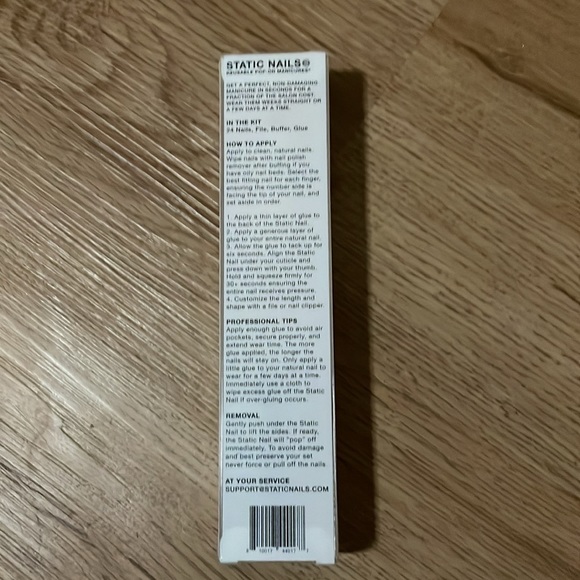 STATIC NAILS®
REUSABLE POP-ON MANICURES®
GET A PERFECT, NON-DAMAGING
MANICURE IN SECONDS FOR A
FRACTION OF THE SALON COST.
WEAR THEM WEEKS STRAIGHT OR
A FEW DAYS AT A TIME.
IN THE KIT
24 Nails, File, Buffer, Glue
HOW TO APPLY
Apply to clean, natural nails.
Wipe nails with nail polish
remover after buffing if you
have oily nail beds. Select the
best fitting nail for each finger,
ensuring the number side is
facing the tip of your nail, and
set aside in order.
1. Apply a thin layer of glue to
the back of the Static Nail.
2. Apply a generous layer of
glue to your entire natural nail.
3. Allow the glue to tack up for
six seconds. Align the Static
Nail under your cuticle and
press down with your thumb.
Hold and squeeze firmly for
30+ seconds ensuring the
entire nail receives pressure.
4. Customize the length and
shape with a file or nail clipper.
PROFESSIONAL TIPS
Apply enough glue to avoid air
pockets, secure properly, and
extend wear time. The more
glue applied, the longer the
nails will stay on. Only apply a
little glue to your natural nail to
wear for a few days at a time.
Immediately use a cloth to
wipe excess glue off the Static
Nail if over-gluing occurs.
REMOVAL
Gently push under the Static
Nail to lift the sides. If ready,
the Static Nail will "pop" off
immediately. To avoid damage
and best preserve your set
never force or pull off the nails
AT YOUR SERVICE
SUPPORT@STATICNAILS.COM